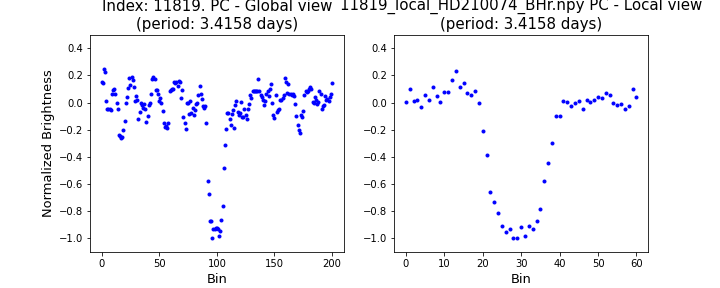 Index: 11819. PC - Global view
(period: 3.4158 days)
11819_local_HD210074_BHr.npy PC - Local view
(period: 3.4158 days)
Normalized Brightness
0.4
0.2
0.0
−0.2
−0.4
−0.6
−0.8
−1.0
0 50 100 150 200
Bin
0.4
0.2
0.0
−0.2
−0.4
−0.6
−0.8
−1.0
0 10 20 30 40 50 60
Bin